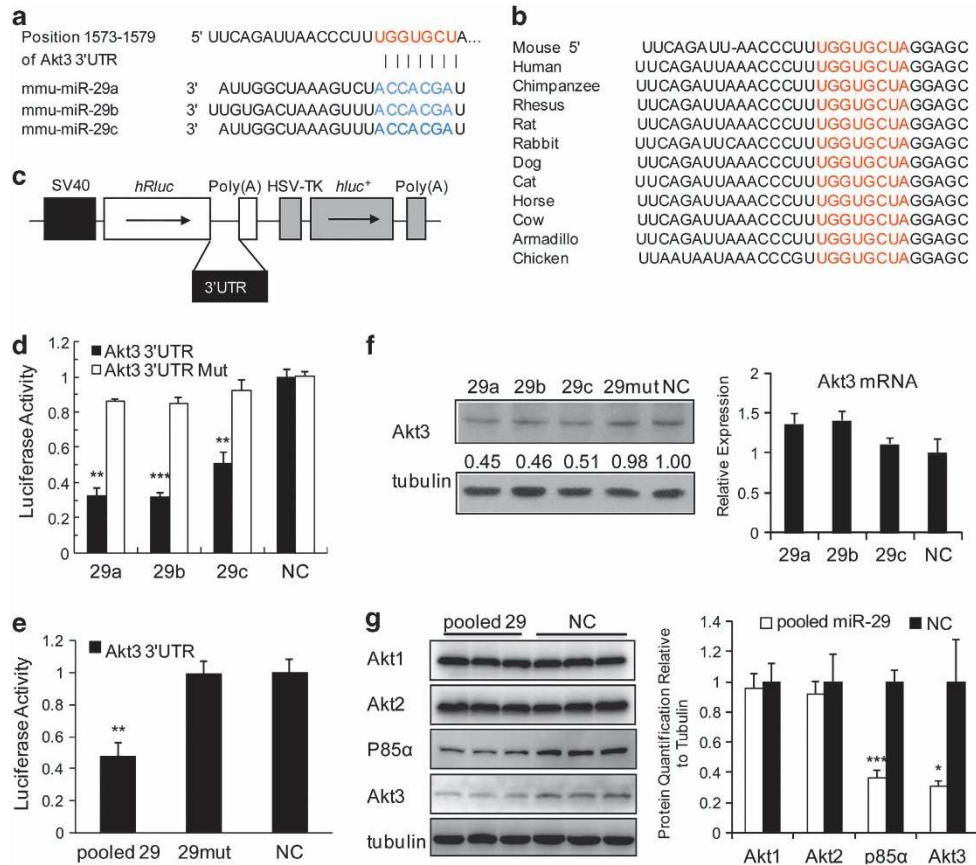 a
Position 1573-1579 5' UUCAGAUUAACCCUUUGGUGCUA...
of Akt3 3'UTR
mmu-miR-29a 3' AUUGGCUAAAGUCUACCACGAU
mmu-miR-29b 3' UUGUGACUAAAGUUUACCACGAU
mmu-miR-29c 3' AUUGGCUAAAGUUUACCACGAU
b
Mouse 5' UUCAGAUU-AACCCUUUGGUGCUAGGAGC
Human UUCAGAUUAAACCCUUUGGUGCUAGGAGC
Chimpanzee UUCAGAUUAAACCCUUUGGUGCUAGGAGC
Rhesus UUCAGAUUAAACCCUUUGGUGCUAGGAGC
Rat UUCAGAUUAAACCCUUUGGUGCUAGGAGC
Rabbit UUCAGAUUAAACCCUUUGGUGCUAGGAGC
Dog UUCAGAUUAAACCCUUUGGUGCUAGGAGC
Cat UUCAGAUUAAACCCUUUGGUGCUAGGAGC
Horse UUCAGAUUAAACCCUUUGGUGCUAGGAGC
Cow UUCAGAUUAAACCCUUUGGUGCUAGGAGC
Armadillo UUCAGAUUAAACCCUUUGGUGCUAGGAGC
Chicken UUAAUAAUAAACCCGUUGGUGCUAGGAGC
c
SV40 hRluc Poly(A) HSV-TK hluc+ Poly(A)
3'UTR
d
Akt3 3'UTR
Akt3 3'UTR Mut
Luciferase Activity
1.2
1
0.8
0.6
0.4
0.2
0
** *** **
29a 29b 29c NC
e
Akt3 3'UTR
Luciferase Activity
1.2
1
0.8
0.6
0.4
0.2
0
**
pooled 29 29mut NC
f
29a 29b 29c 29mut NC
Akt3
0.45 0.46 0.51 0.98 1.00
tubulin
Akt3 mRNA
Relative Expression
2
1.5
1
0.5
0
29a 29b 29c NC
g
pooled 29 NC
Akt1
Akt2
P85α
Akt3
tubulin
pooled miR-29 NC
Protein Quantification Relative
to Tubulin
1.4
1.2
1
0.8
0.6
0.4
0.2
0
*** *
Akt1 Akt2 p85α Akt3